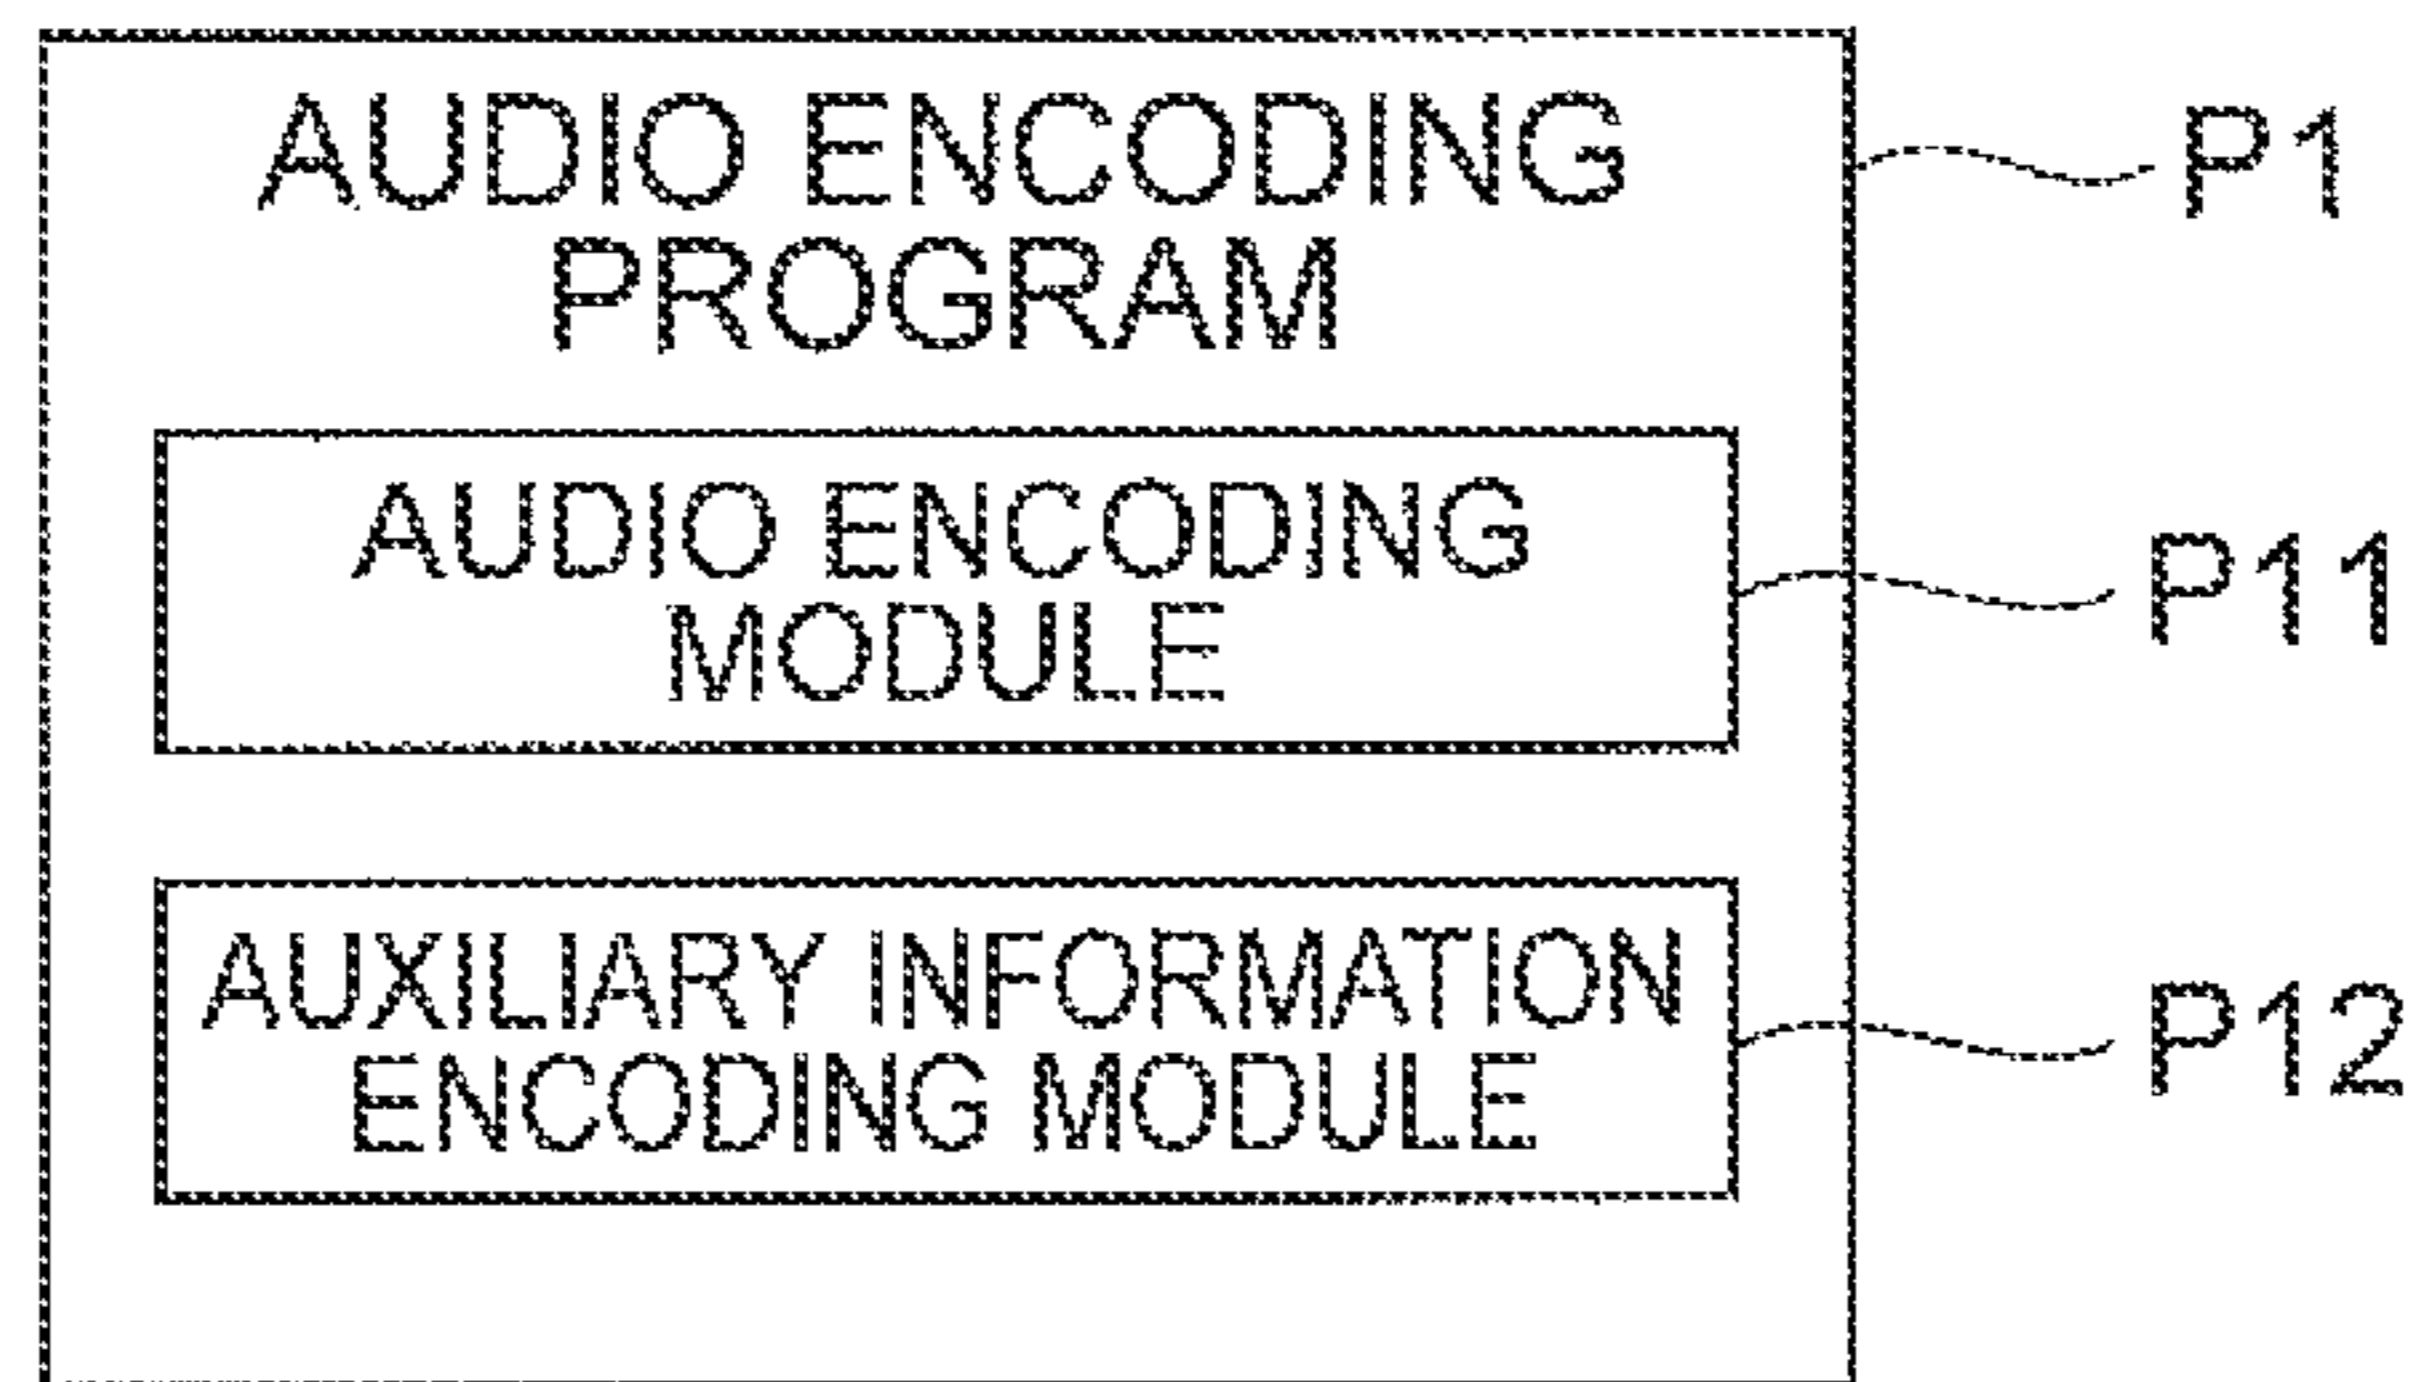 AUDIO ENCODING
PROGRAM
P1
AUDIO ENCODING
MODULE
P11
AUXILIARY INFORMATION
ENCODING MODULE
P12